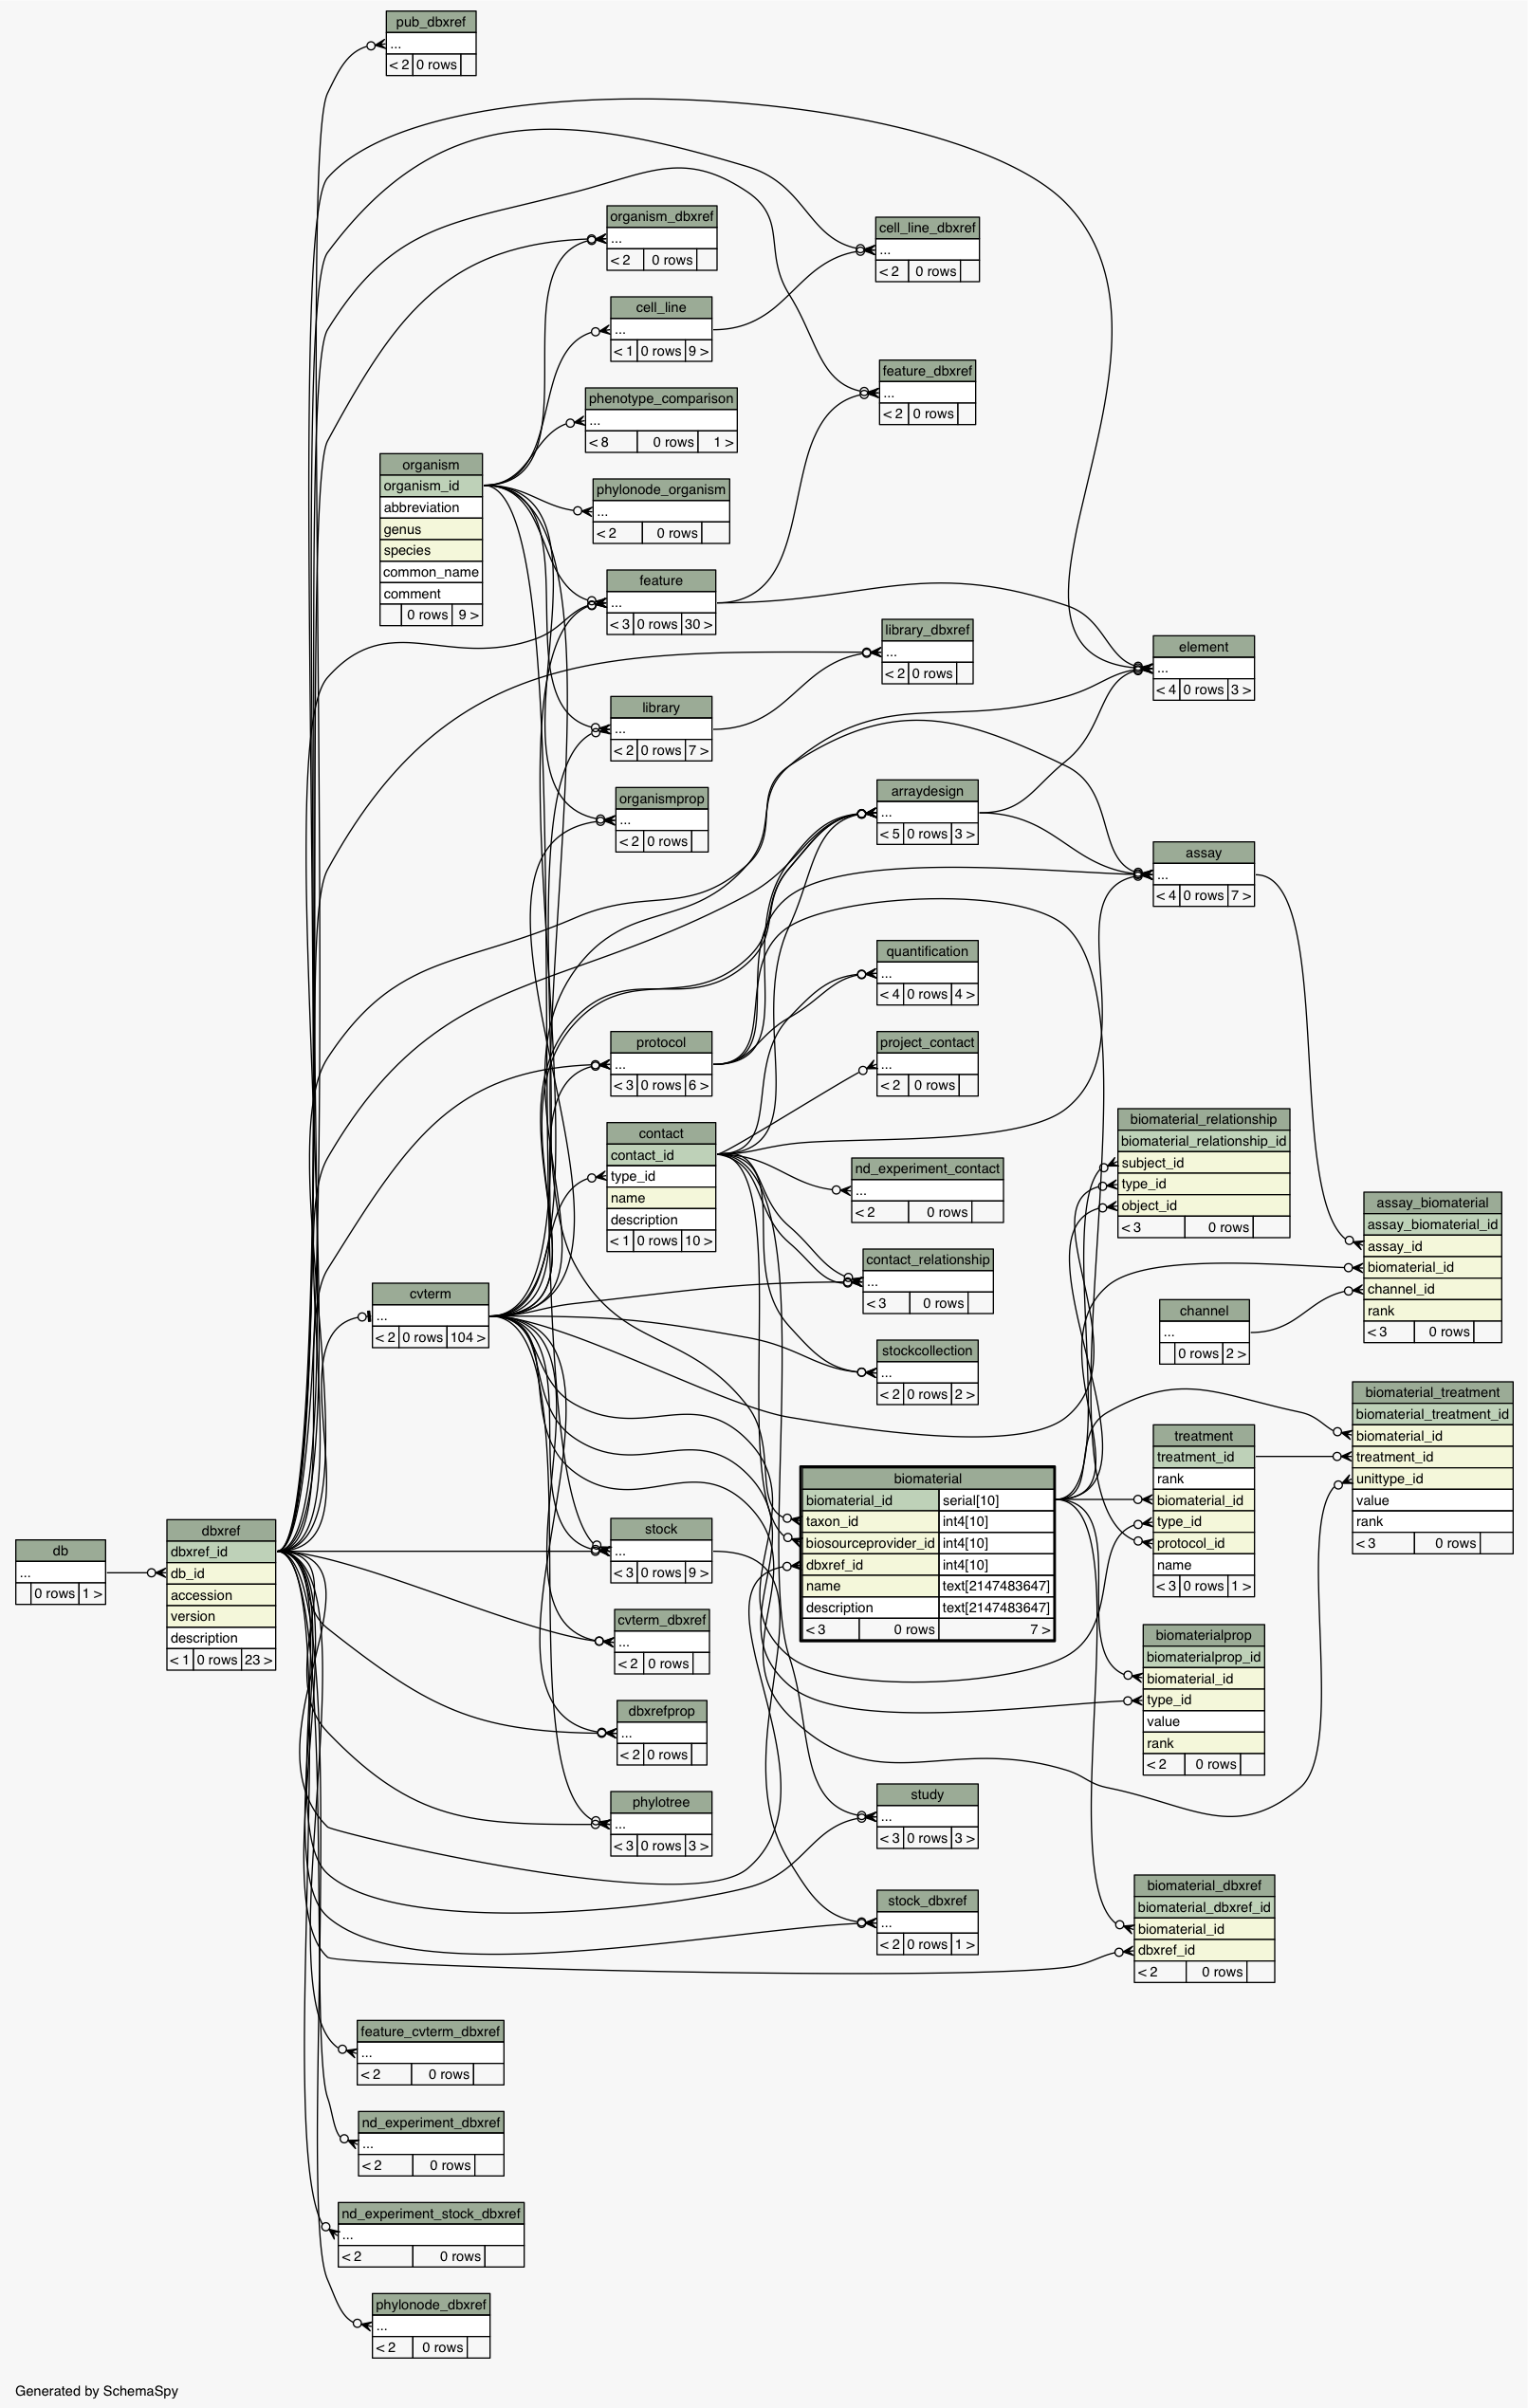 pub_dbxref
...
< 2 0 rows
organism_dbxref
...
< 2 0 rows
cell_line_dbxref
...
< 2 0 rows
cell_line
...
< 1 0 rows 9 >
feature_dbxref
...
< 2 0 rows
phenotype_comparison
...
< 8 0 rows 1 >
organism
organism_id
abbreviation
genus
species
common_name
comment
0 rows 9 >
phylonode_organism
...
< 2 0 rows
feature
...
< 3 0 rows 30 >
library_dbxref
...
< 2 0 rows
element
...
< 4 0 rows 3 >
library
...
< 2 0 rows 7 >
organismprop
...
< 2 0 rows
arraydesign
...
< 5 0 rows 3 >
assay
...
< 4 0 rows 7 >
quantification
...
< 4 0 rows 4 >
protocol
...
< 3 0 rows 6 >
project_contact
...
< 2 0 rows
contact
contact_id
type_id
name
description
< 1 0 rows 10 >
biomaterial_relationship
biomaterial_relationship_id
subject_id
type_id
object_id
< 3 0 rows
nd_experiment_contact
...
< 2 0 rows
assay_biomaterial
assay_biomaterial_id
assay_id
biomaterial_id
channel_id
rank
< 3 0 rows
contact_relationship
...
< 3 0 rows
cvterm
...
< 2 0 rows 104 >
channel
...
0 rows 2 >
stockcollection
...
< 2 0 rows 2 >
biomaterial_treatment
biomaterial_treatment_id
biomaterial_id
treatment_id
unittype_id
value
rank
< 3 0 rows
treatment
treatment_id
rank
biomaterial_id
type_id
protocol_id
name
< 3 0 rows 1 >
biomaterial
biomaterial_id serial[10]
taxon_id int4[10]
biosourceprovider_id int4[10]
dbxref_id int4[10]
name text[2147483647]
description text[2147483647]
< 3 0 rows 7 >
db
...
0 rows 1 >
dbxref
dbxref_id
db_id
accession
version
description
< 1 0 rows 23 >
stock
...
< 3 0 rows 9 >
cvterm_dbxref
...
< 2 0 rows
biomaterialprop
biomaterialprop_id
biomaterial_id
type_id
value
rank
< 2 0 rows
dbxrefprop
...
< 2 0 rows
phylotree
...
< 3 0 rows 3 >
study
...
< 3 0 rows 3 >
biomaterial_dbxref
biomaterial_dbxref_id
biomaterial_id
dbxref_id
< 2 0 rows
stock_dbxref
...
< 2 0 rows 1 >
feature_cvterm_dbxref
...
< 2 0 rows
nd_experiment_dbxref
...
< 2 0 rows
nd_experiment_stock_dbxref
...
< 2 0 rows
phylonode_dbxref
...
< 2 0 rows
Generated by SchemaSpy